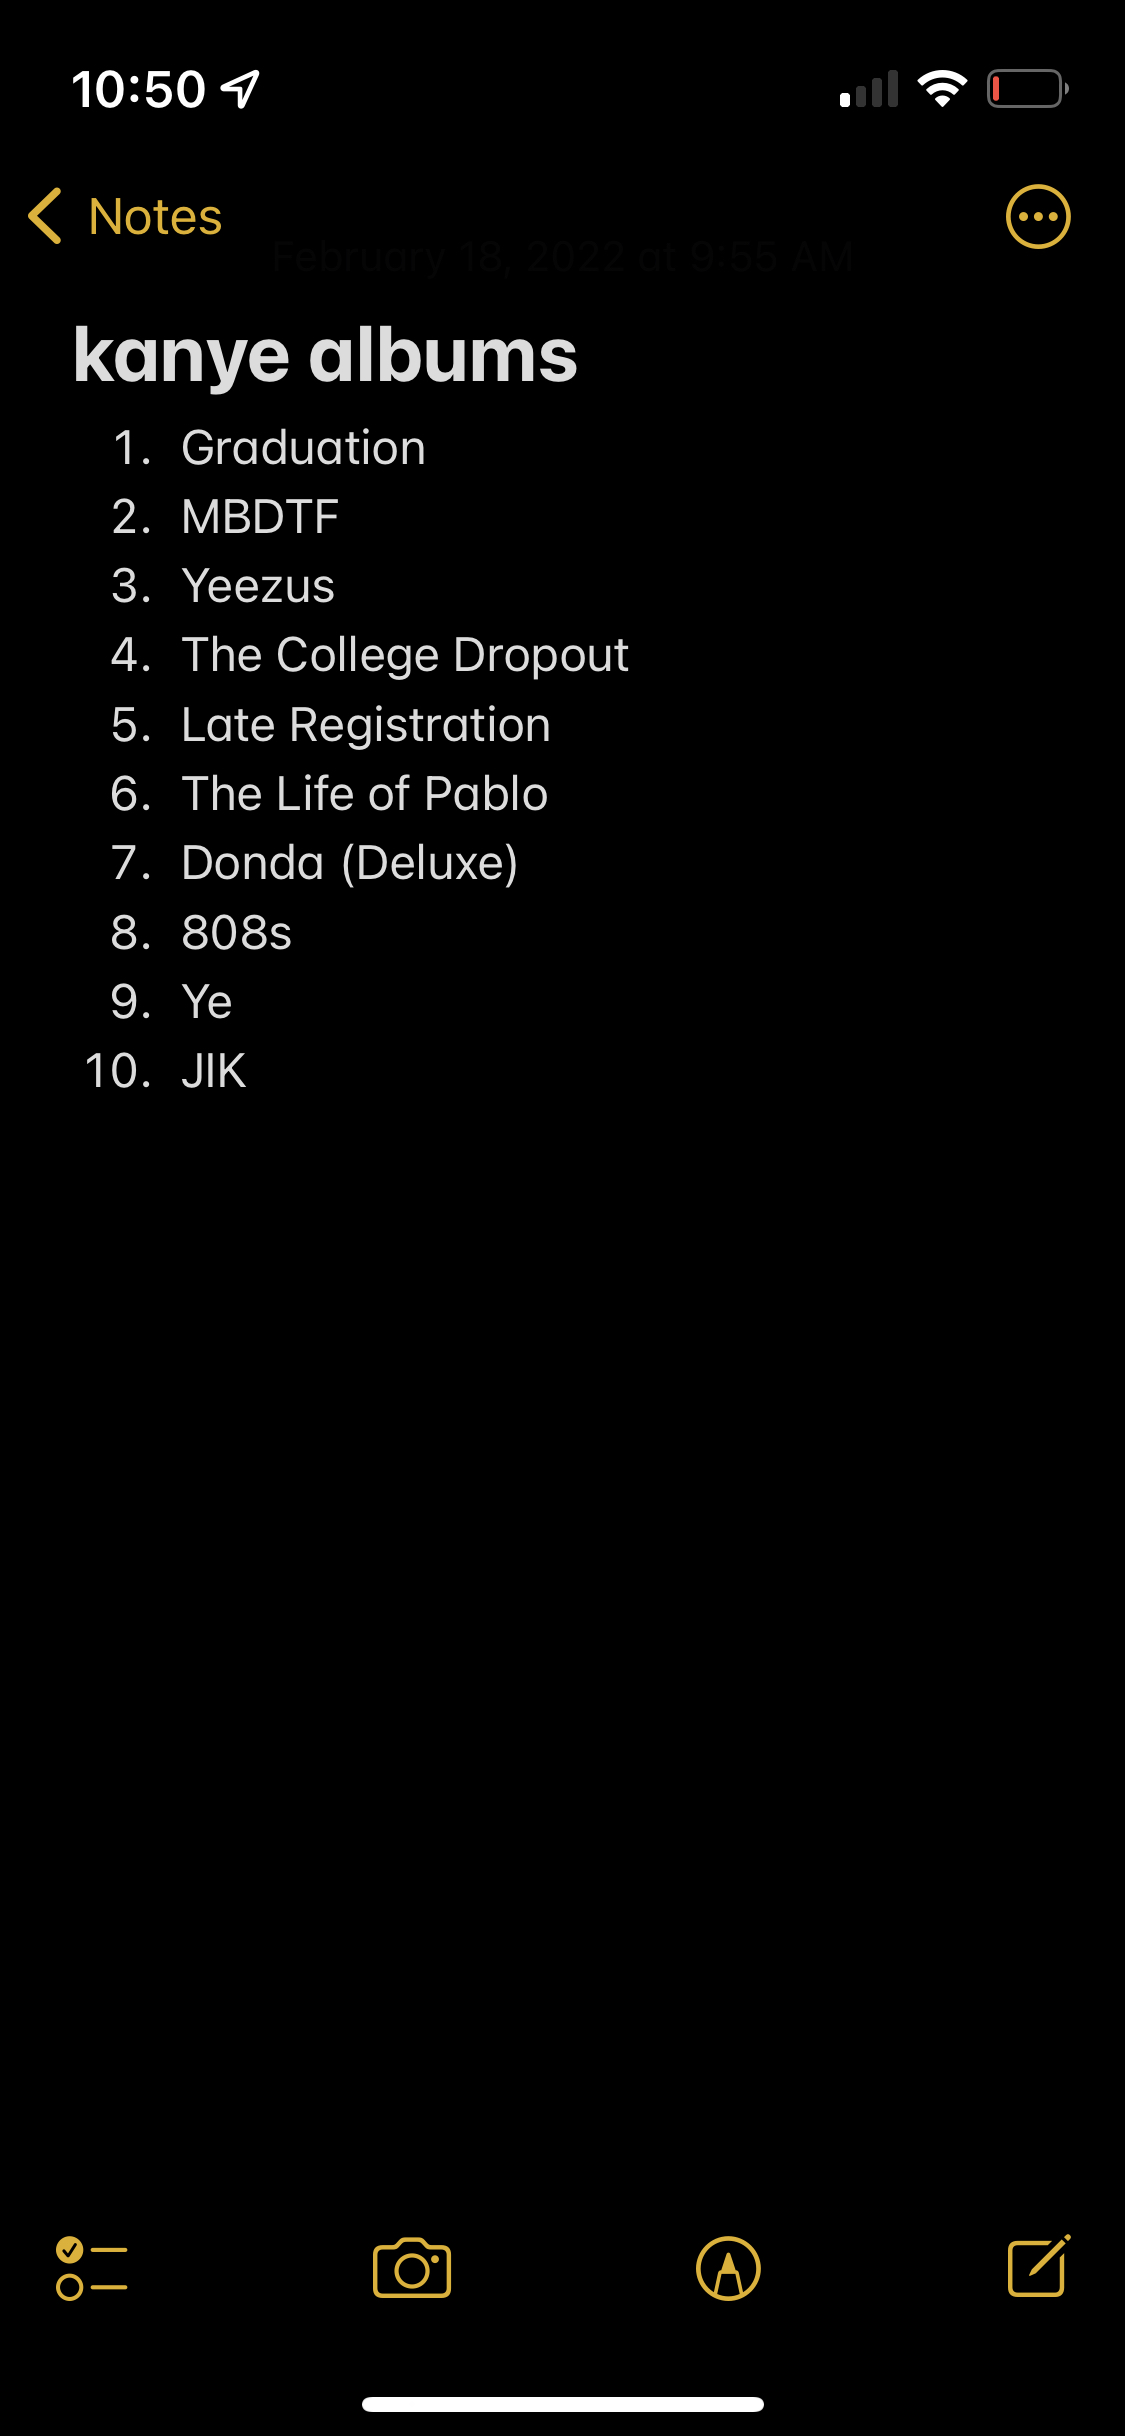 10:50
Notes
February 18, 2022 at 9:55 AM
kanye albums
1. Graduation
2. MBDTF
3. Yeezus
4. The College Dropout
5. Late Registration
6. The Life of Pablo
7. Donda (Deluxe)
8. 808s
9. Ye
10. JIK